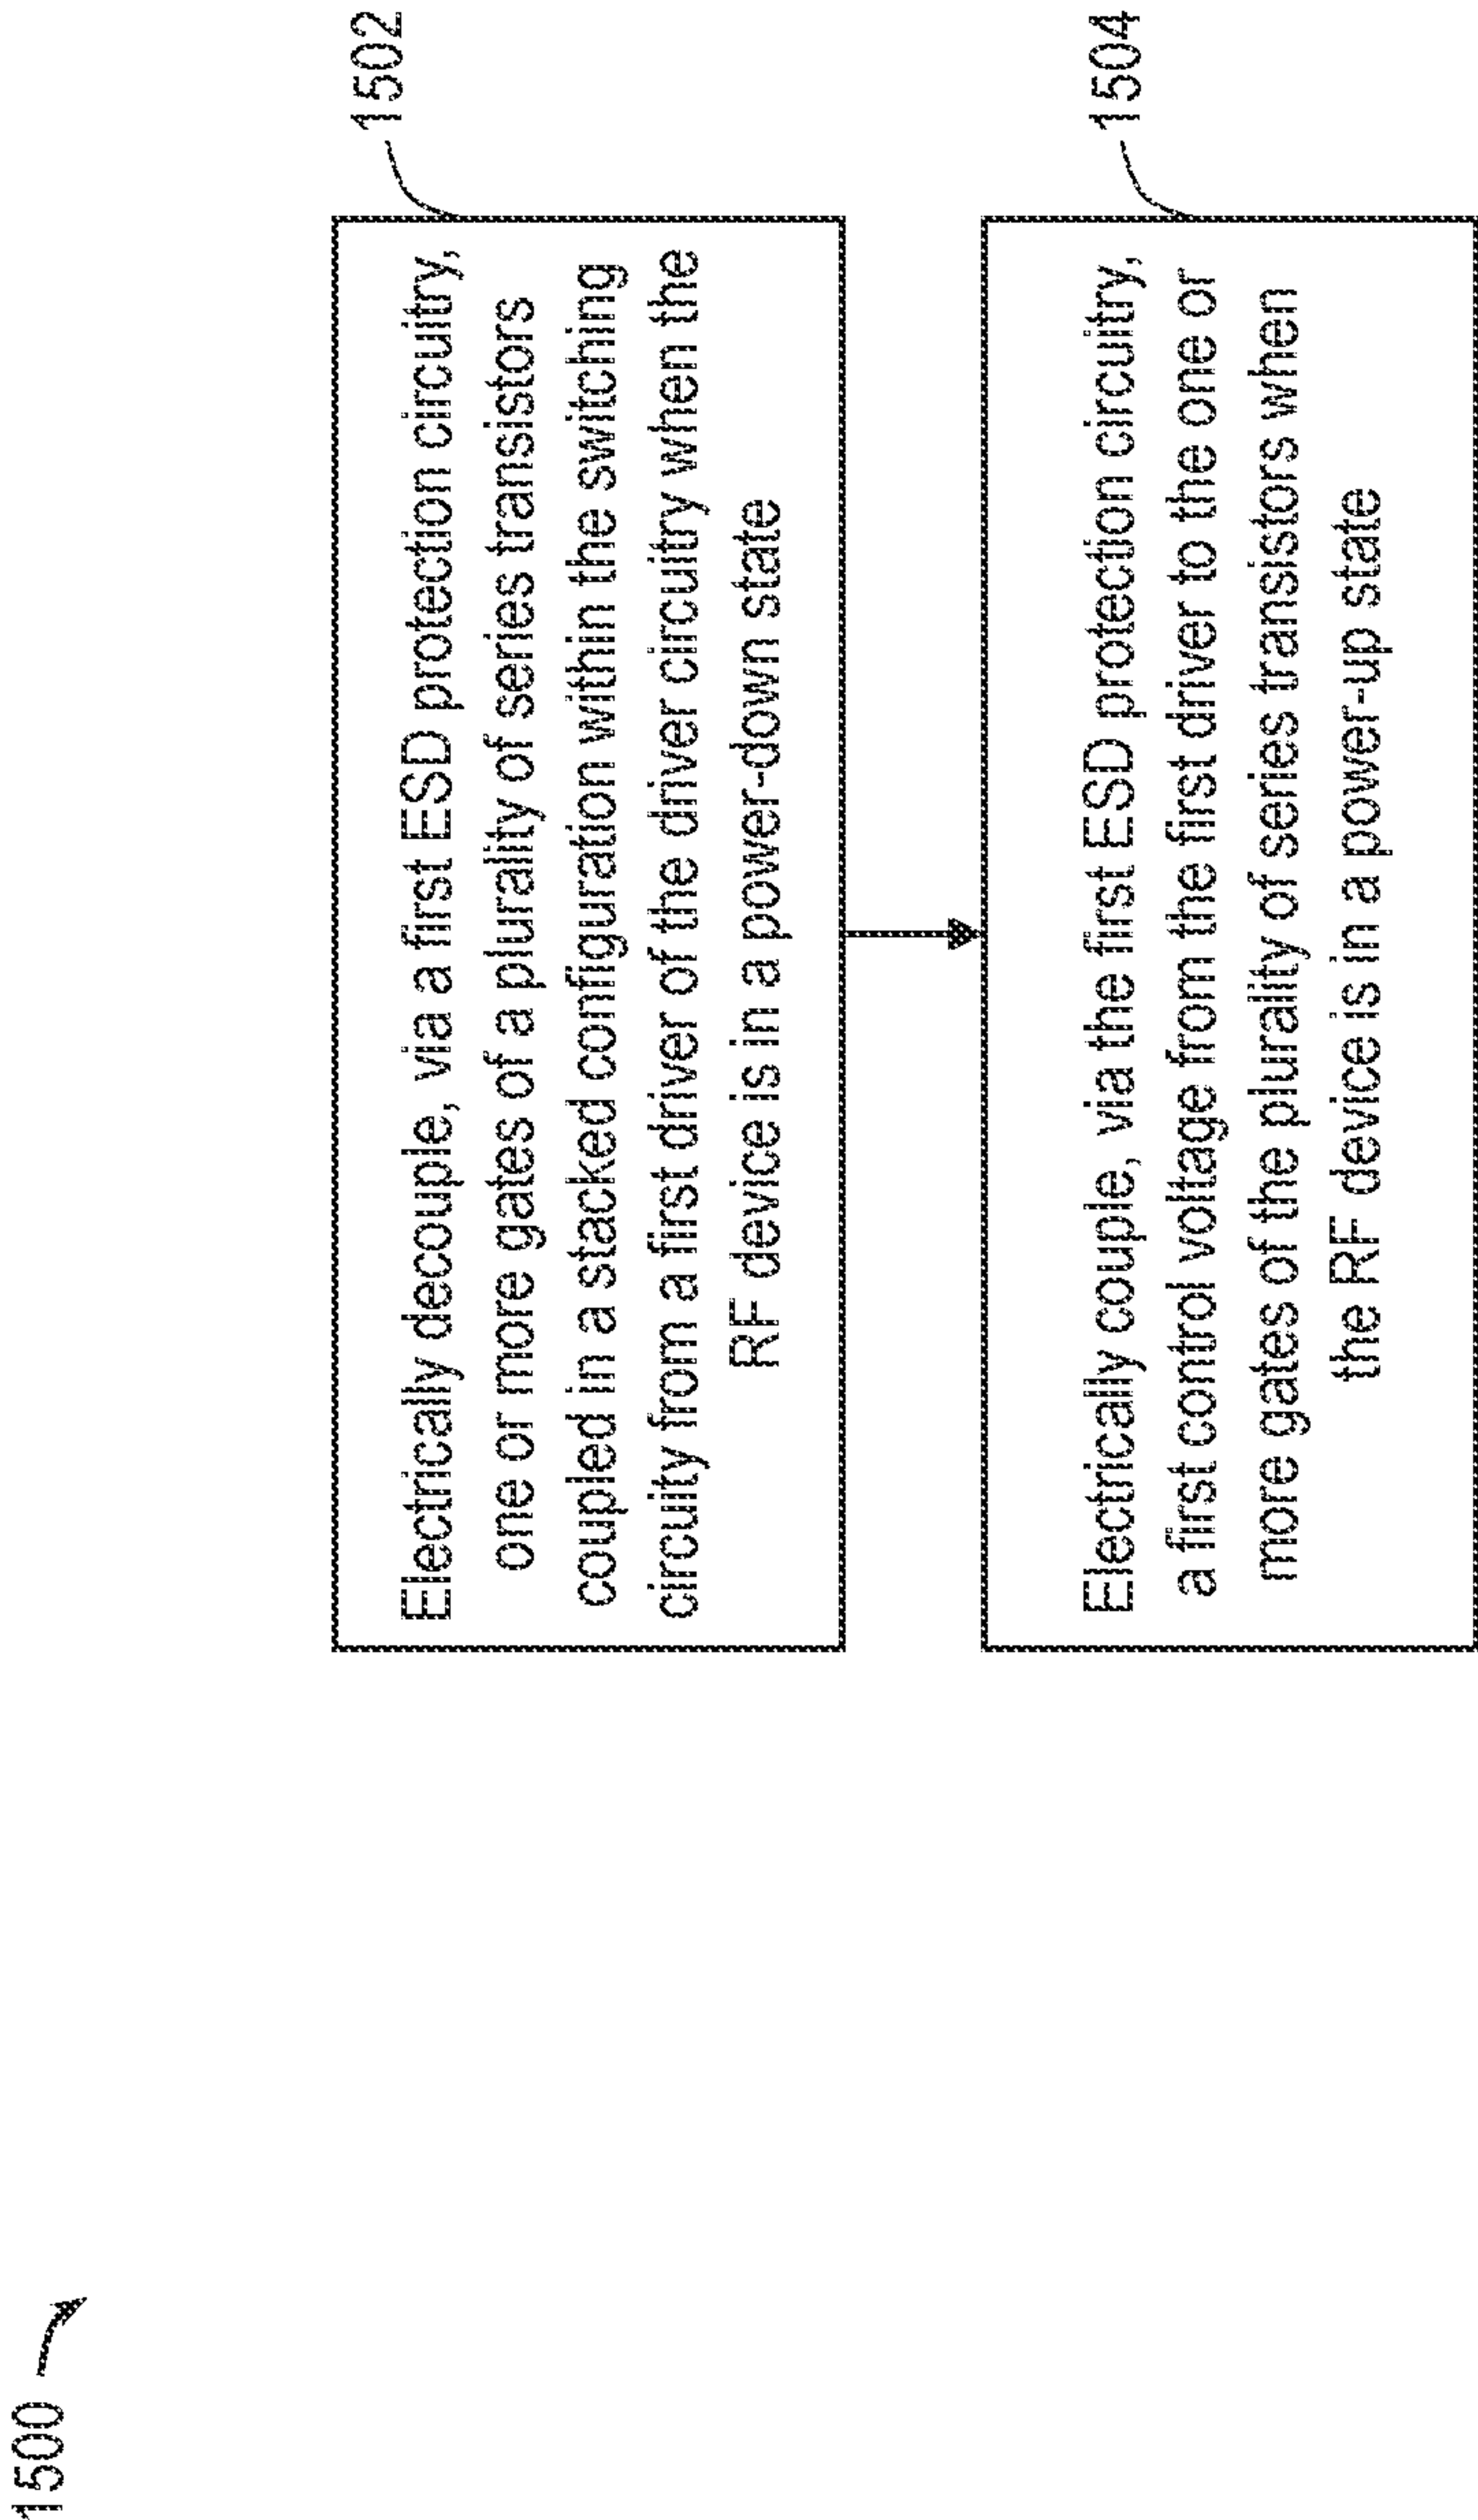 1500
1502
Electrically decouple, via a first ESD protection circuitry,
one or more gates of a plurality of series transistors
coupled in a stacked configuration within the switching
circuity from a first driver of the driver circuitry when the
RF device is in a power-down state
1504
Electrically couple, via the first ESD protection circuitry,
a first control voltage from the first driver to the one or
more gates of the plurality of series transistors when
the RF device is in a power-up state